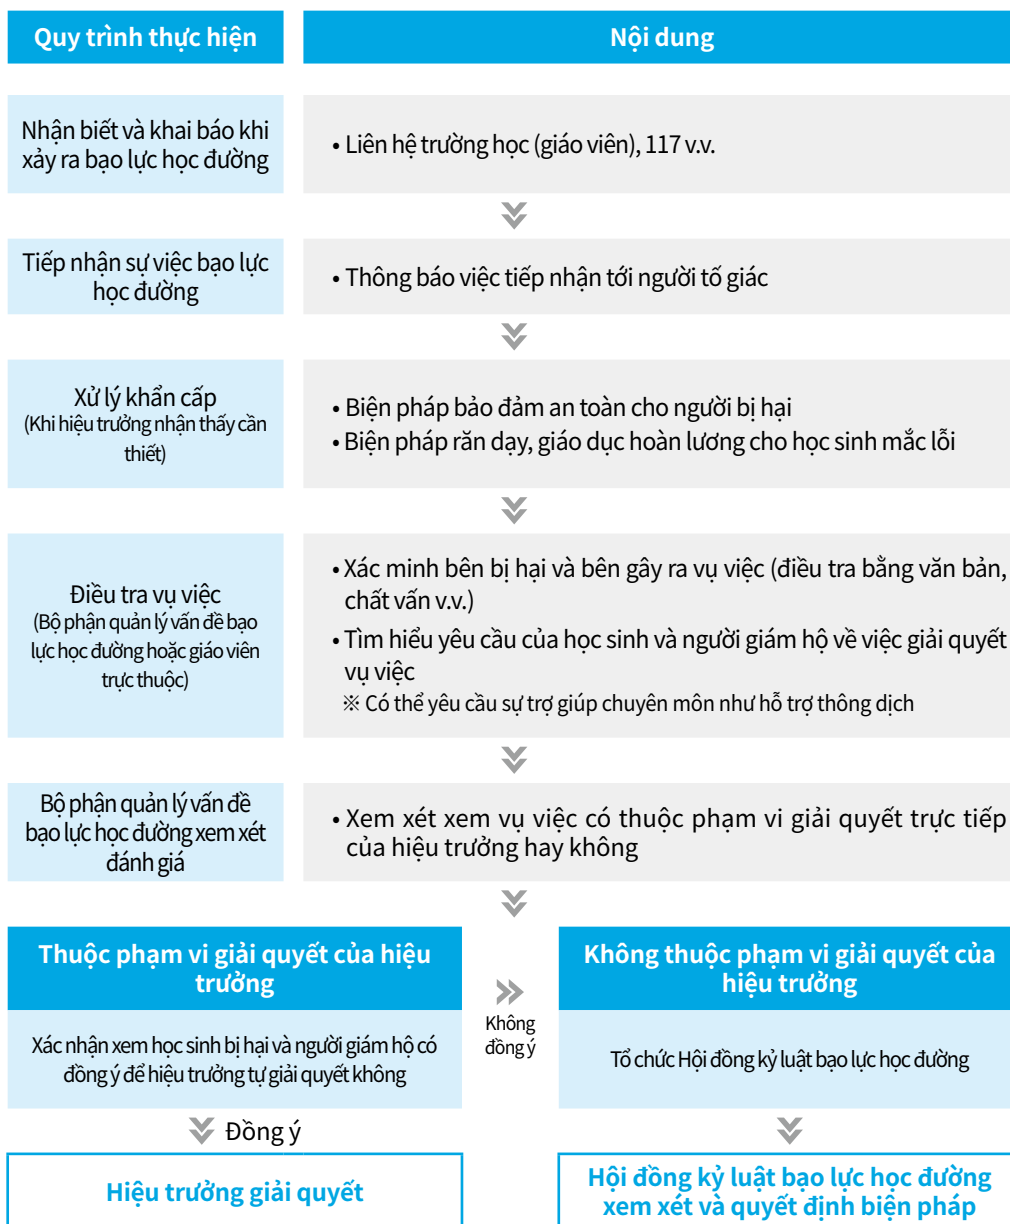 Quy trình thực hiện
Nội dung
Nhận biết và khai báo khi
xảy ra bạo lực học đường
• Liên hệ trường học (giáo viên), 117 v.v.
Tiếp nhận sự việc bạo lực
học đường
• Thông báo việc tiếp nhận tới người tố giác
Xử lý khẩn cấp
(Khi hiệu trưởng nhận thấy cần
thiết)
• Biện pháp bảo đảm an toàn cho người bị hại
• Biện pháp răn dạy, giáo dục hoàn lương cho học sinh mắc lỗi
Điều tra vụ việc
(Bộ phận quản lý vấn đề bạo
lực học đường hoặc giáo viên
trực thuộc)
• Xác minh bên bị hại và bên gây ra vụ việc (điều tra bằng văn bản,
chất vấn v.v.)
• Tìm hiểu yêu cầu của học sinh và người giám hộ về việc giải quyết
vụ việc
※ Có thể yêu cầu sự trợ giúp chuyên môn như hỗ trợ thông dịch
Bộ phận quản lý vấn đề
bạo lực học đường xem xét
đánh giá
• Xem xét xem vụ việc có thuộc phạm vi giải quyết trực tiếp
của hiệu trưởng hay không
Thuộc phạm vi giải quyết của hiệu
trưởng
Xác nhận xem học sinh bị hại và người giám hộ có
đồng ý để hiệu trưởng tự giải quyết không
Không
đồng ý
Không thuộc phạm vi giải quyết của
hiệu trưởng
Tổ chức Hội đồng kỷ luật bạo lực học đường
Đồng ý
Hiệu trưởng giải quyết
Hội đồng kỷ luật bạo lực học đường
xem xét và quyết định biện pháp